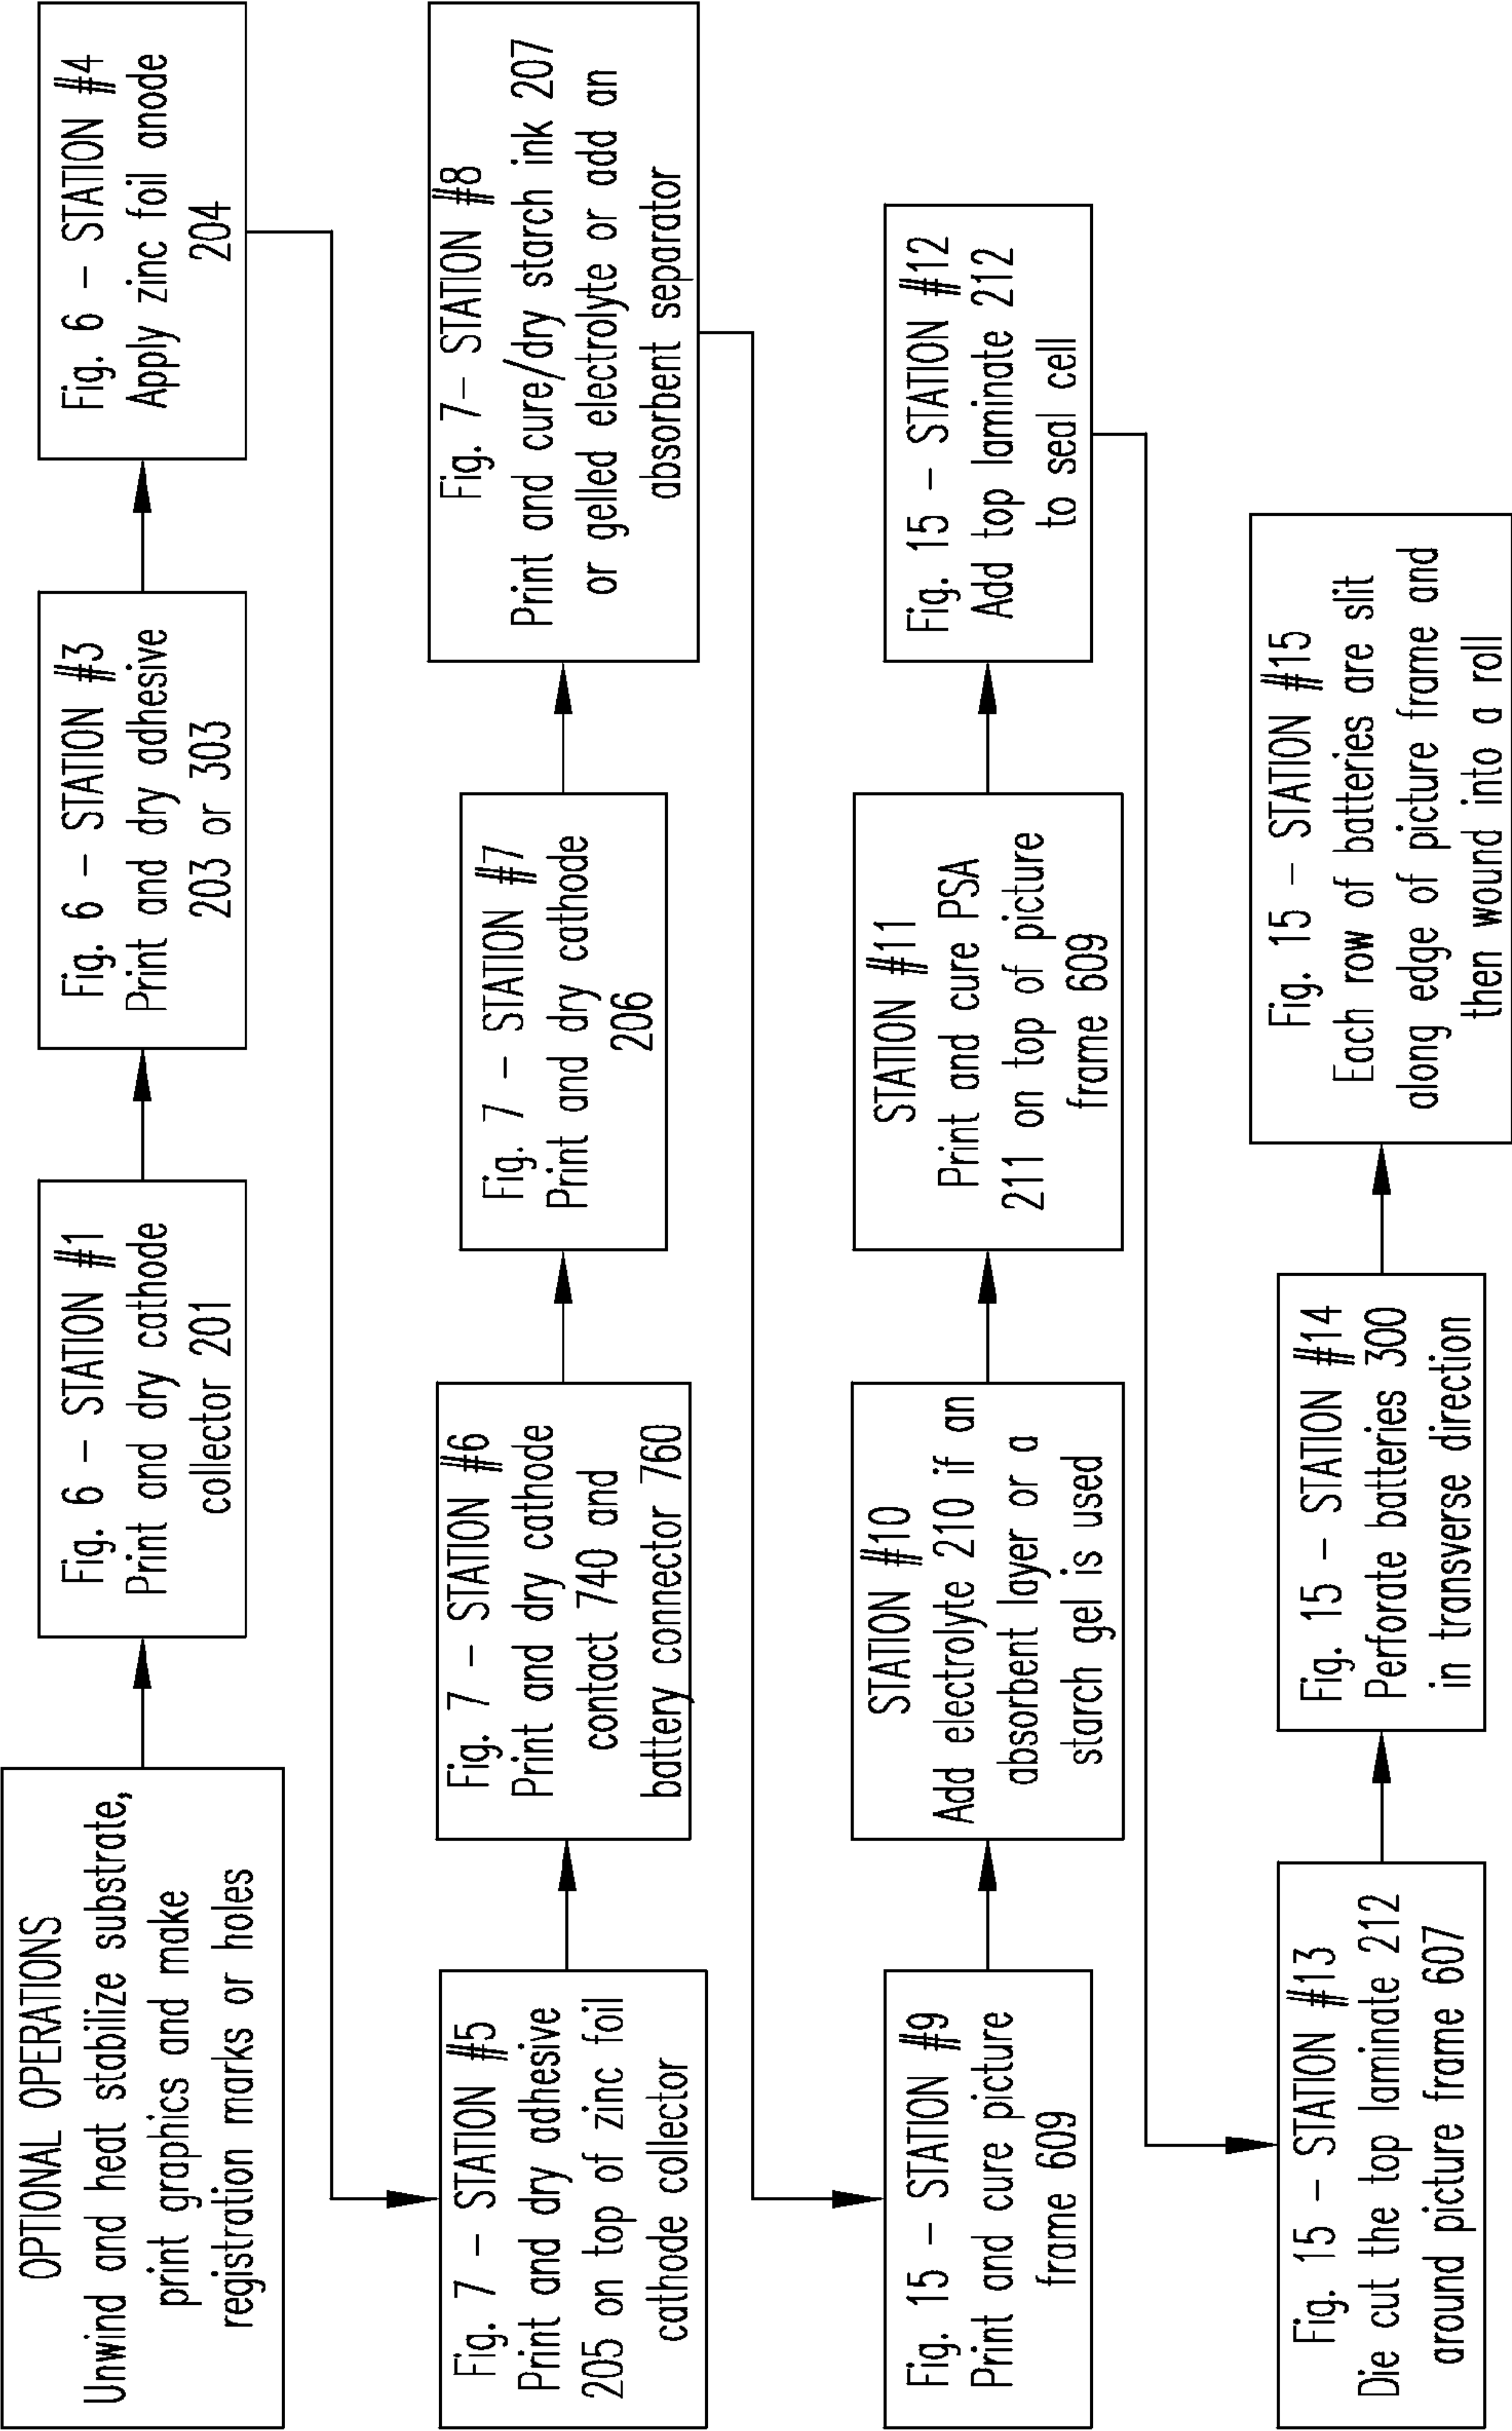 OPTIONAL OPERATIONS
Unwind and heat stabilize substrate,
print graphics and make
registration marks or holes
Fig. 6 – STATION #1
Print and dry cathode
collector 201
Fig. 6 – STATION #3
Print and dry adhesive
203 or 303
Fig. 6 – STATION #4
Apply zinc foil anode
204
Fig. 7 – STATION #5
Print and dry adhesive
205 on top of zinc foil
cathode collector
Fig. 7 – STATION #6
Print and dry cathode
contact 740 and
battery connector 760
Fig. 7 – STATION #7
Print and dry cathode
206
Fig. 7– STATION #8
Print and cure/dry starch ink 207
or gelled electrolyte or add an
absorbent separator
Fig. 15 – STATION #9
Print and cure picture
frame 609
STATION #10
Add electrolyte 210 if an
absorbent layer or a
starch gel is used
STATION #11
Print and cure PSA
211 on top of picture
frame 609
Fig. 15 – STATION #12
Add top laminate 212
to seal cell
Fig. 15 – STATION #13
Die cut the top laminate 212
around picture frame 607
Fig. 15 – STATION #14
Perforate batteries 300
in transverse direction
Fig. 15 – STATION #15
Each row of batteries are slit
along edge of picture frame and
then wound into a roll